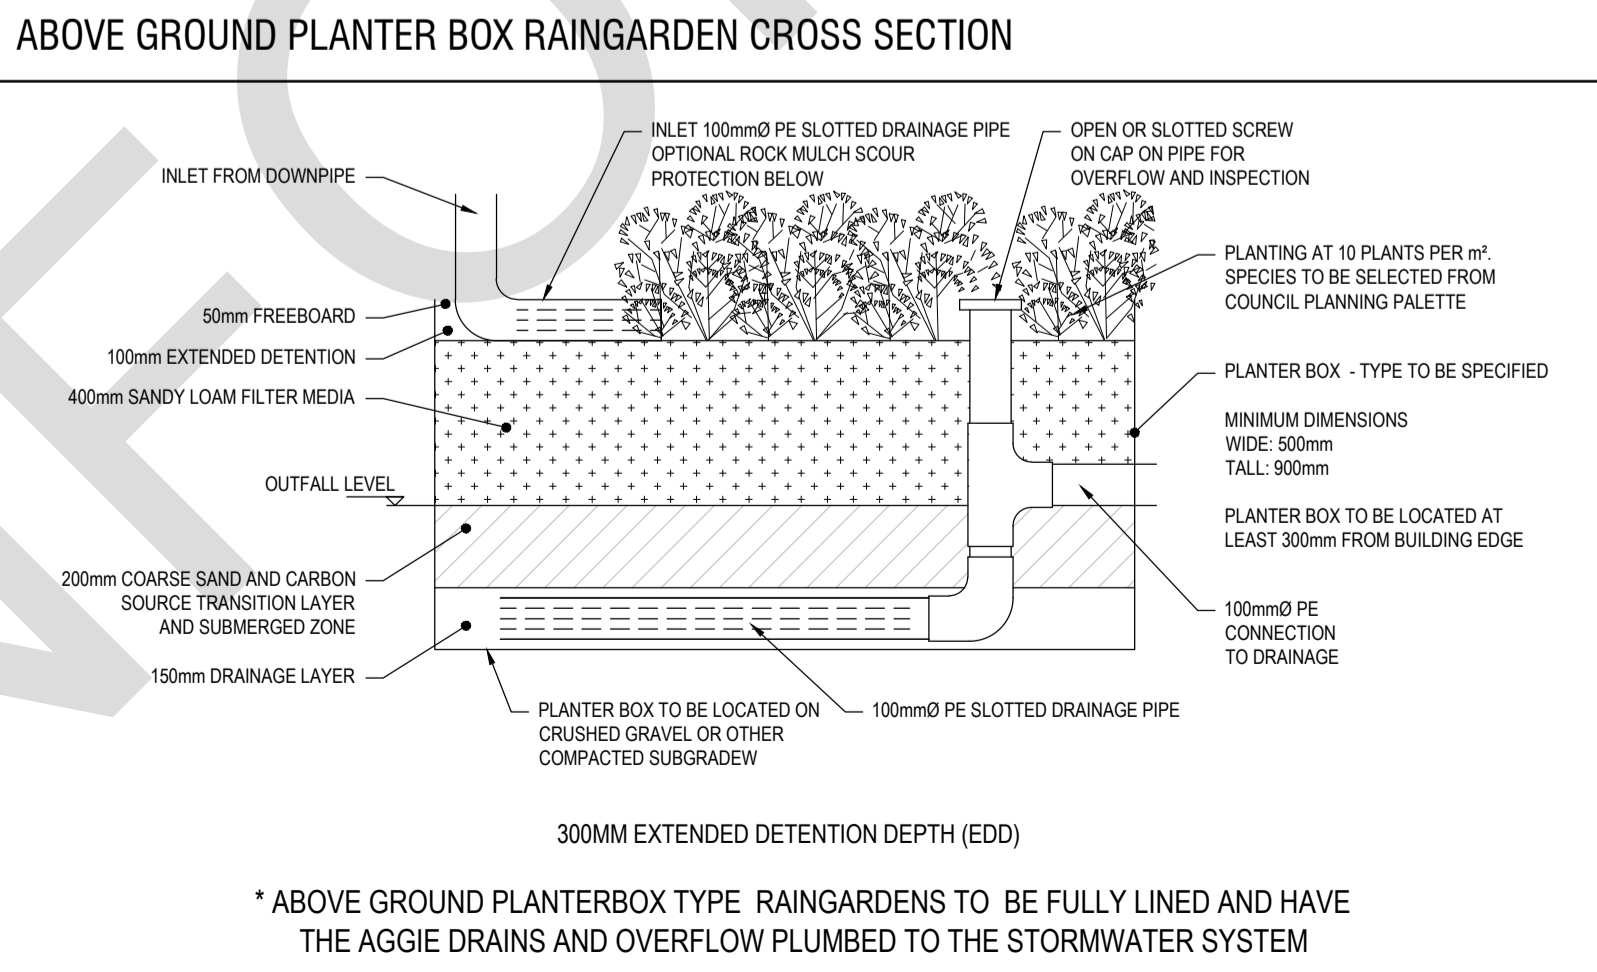 ABOVE GROUND PLANTER BOX RAINGARDEN CROSS SECTION
INLET FROM DOWNPIPE
INLET 100mmØ PE SLOTTED DRAINAGE PIPE
OPTIONAL ROCK MULCH SCOUR
PROTECTION BELOW
OPEN OR SLOTTED SCREW
ON CAP ON PIPE FOR
OVERFLOW AND INSPECTION
PLANTING AT 10 PLANTS PER m².
SPECIES TO BE SELECTED FROM
COUNCIL PLANNING PALETTE
50mm FREEBOARD
100mm EXTENDED DETENTION
400mm SANDY LOAM FILTER MEDIA
PLANTER BOX - TYPE TO BE SPECIFIED
MINIMUM DIMENSIONS
WIDE: 500mm
TALL: 900mm
OUTFALL LEVEL
PLANTER BOX TO BE LOCATED AT
LEAST 300mm FROM BUILDING EDGE
200mm COARSE SAND AND CARBON
SOURCE TRANSITION LAYER
AND SUBMERGED ZONE
100mmØ PE
CONNECTION
TO DRAINAGE
150mm DRAINAGE LAYER
PLANTER BOX TO BE LOCATED ON
CRUSHED GRAVEL OR OTHER
COMPACTED SUBGRADEW
100mmØ PE SLOTTED DRAINAGE PIPE
300MM EXTENDED DETENTION DEPTH (EDD)
* ABOVE GROUND PLANTERBOX TYPE RAINGARDENS TO BE FULLY LINED AND HAVE
THE AGGIE DRAINS AND OVERFLOW PLUMBED TO THE STORMWATER SYSTEM